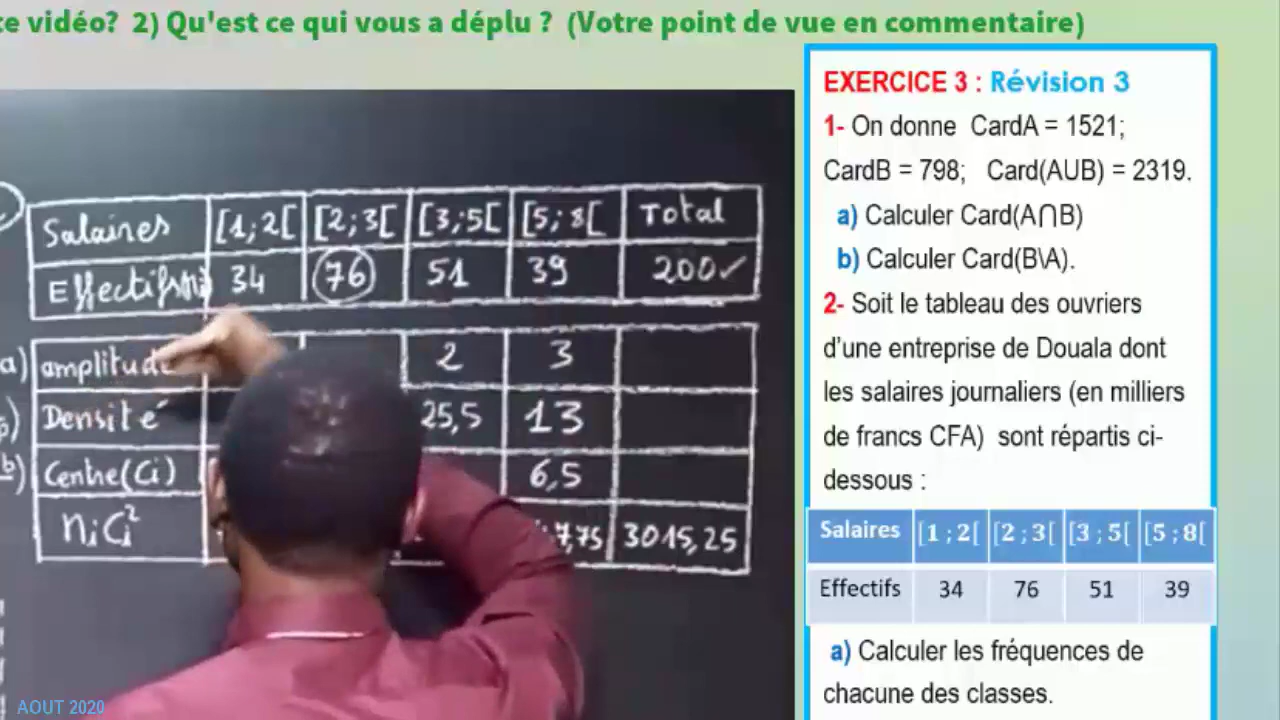 te vidéo? 2) Qu'est ce qui vous a déplu ? (Votre point de vue en commentaire)
Salaires [1;2[ [2;3[ [3;5[ [5;8[ Total
Effectifs(ni) 34 76 51 39 200✓
a) amplitude 2 3
Densité 25,5 13
b) Centre(Ci) 6,5
niCi² 7,75 3015,25
EXERCICE 3 : Révision 3
1- On donne CardA = 1521;
CardB = 798; Card(AUB) = 2319.
a) Calculer Card(A∩B)
b) Calculer Card(B\A).
2- Soit le tableau des ouvriers
d'une entreprise de Douala dont
les salaires journaliers (en milliers
de francs CFA) sont répartis ci-
dessous :
Salaires [1 ; 2[ [2 ; 3[ [3 ; 5[ [5 ; 8[
Effectifs 34 76 51 39
a) Calculer les fréquences de
chacune des classes.
AOUT 2020